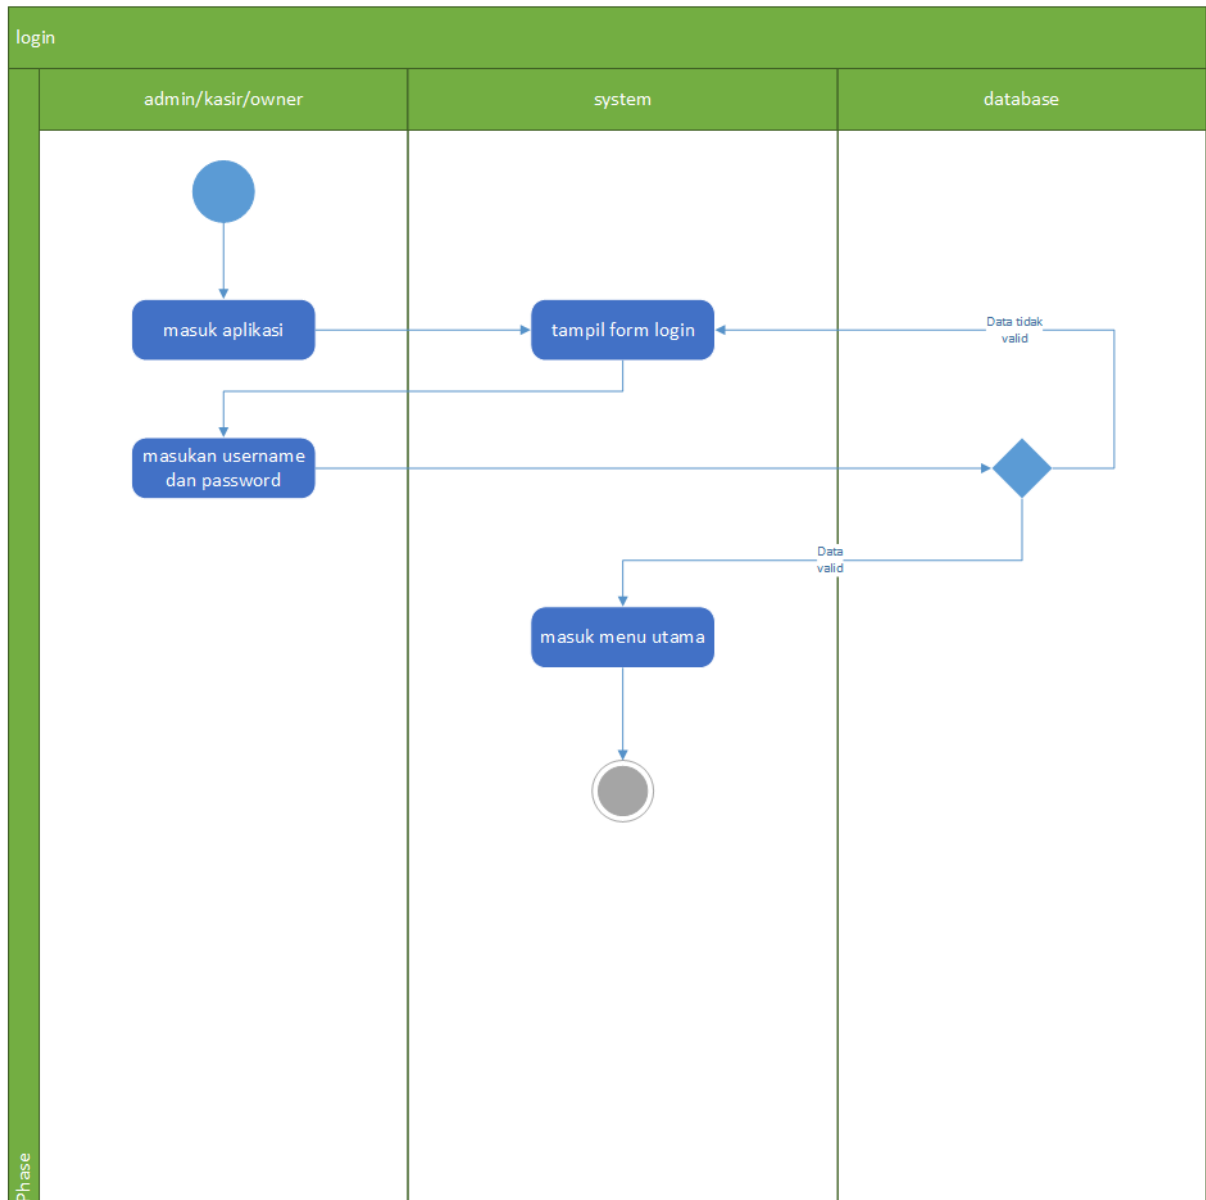 login
admin/kasir/owner
system
database
masuk aplikasi
tampil form login
Data tidak
valid
masukan username
dan password
Data
valid
masuk menu utama
Phase